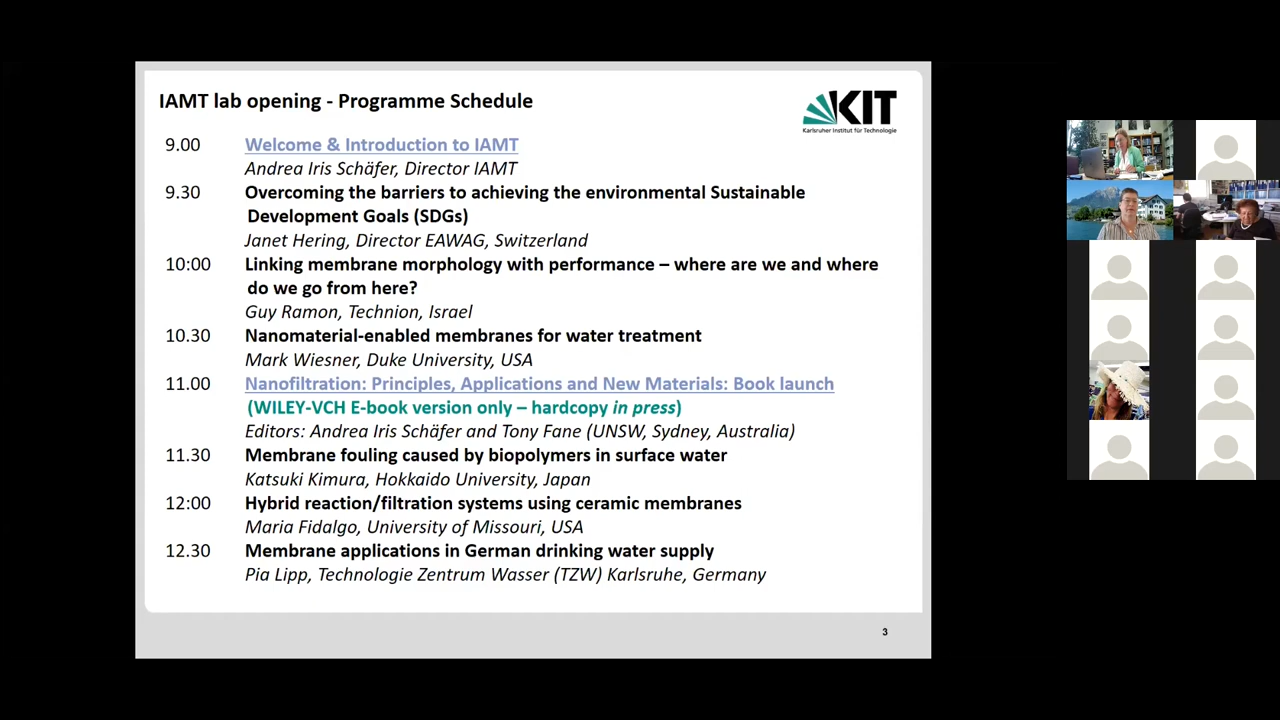 IAMT lab opening - Programme Schedule
KIT
Karlsruher Institut für Technologie
9.00 Welcome & Introduction to IAMT
Andrea Iris Schäfer, Director IAMT
9.30 Overcoming the barriers to achieving the environmental Sustainable
Development Goals (SDGs)
Janet Hering, Director EAWAG, Switzerland
10:00 Linking membrane morphology with performance – where are we and where
do we go from here?
Guy Ramon, Technion, Israel
10.30 Nanomaterial-enabled membranes for water treatment
Mark Wiesner, Duke University, USA
11.00 Nanofiltration: Principles, Applications and New Materials: Book launch
(WILEY-VCH E-book version only – hardcopy in press)
Editors: Andrea Iris Schäfer and Tony Fane (UNSW, Sydney, Australia)
11.30 Membrane fouling caused by biopolymers in surface water
Katsuki Kimura, Hokkaido University, Japan
12:00 Hybrid reaction/filtration systems using ceramic membranes
Maria Fidalgo, University of Missouri, USA
12.30 Membrane applications in German drinking water supply
Pia Lipp, Technologie Zentrum Wasser (TZW) Karlsruhe, Germany
3